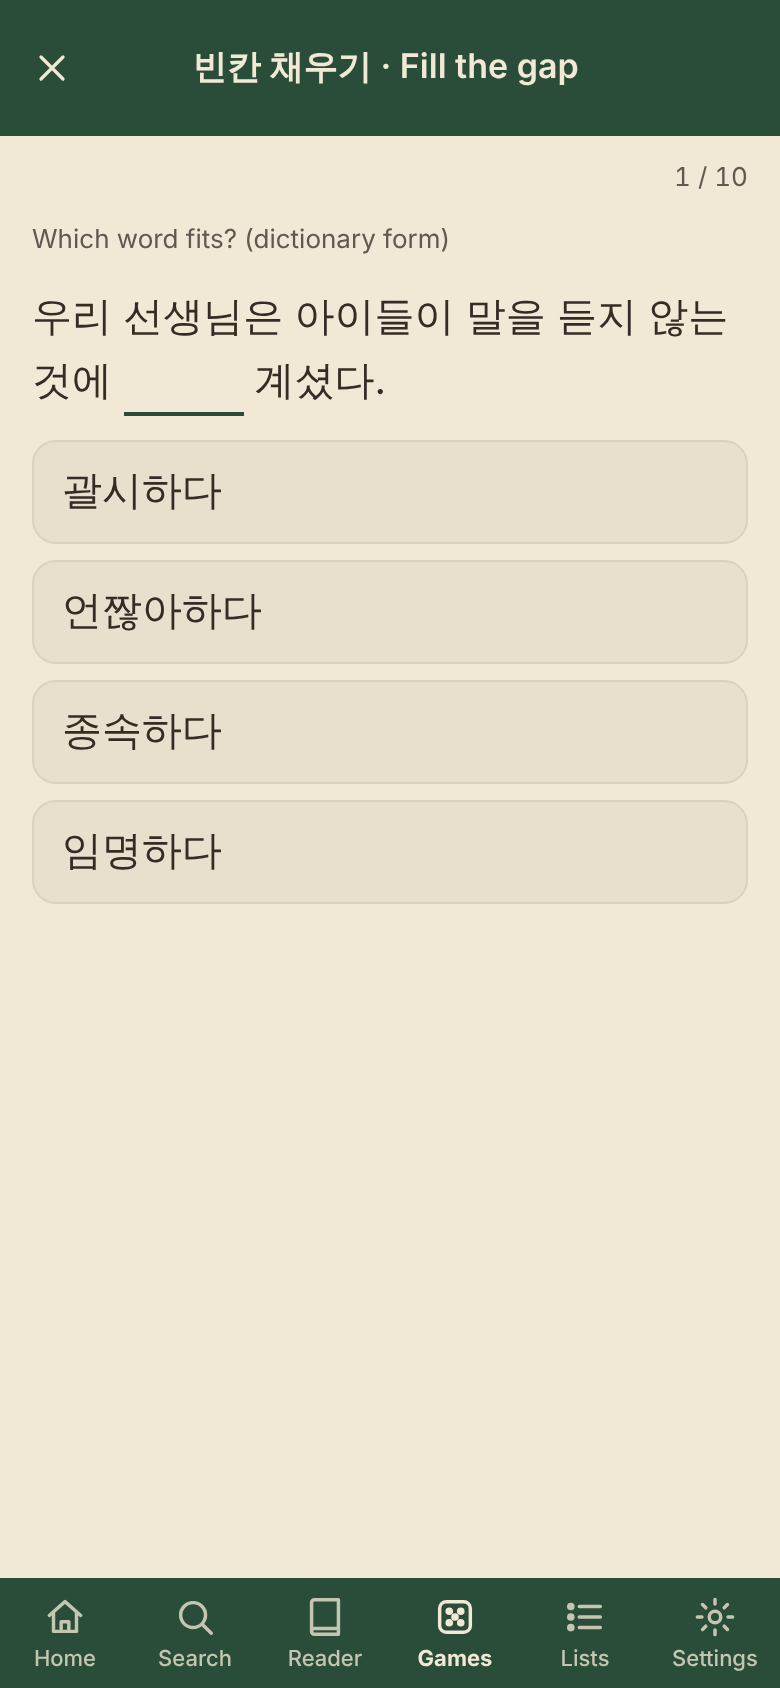 빈칸 채우기 · Fill the gap
1 / 10
Which word fits? (dictionary form)
우리 선생님은 아이들이 말을 듣지 않는
것에 ______ 계셨다.
괄시하다
언짢아하다
종속하다
임명하다
Home Search Reader Games Lists Settings